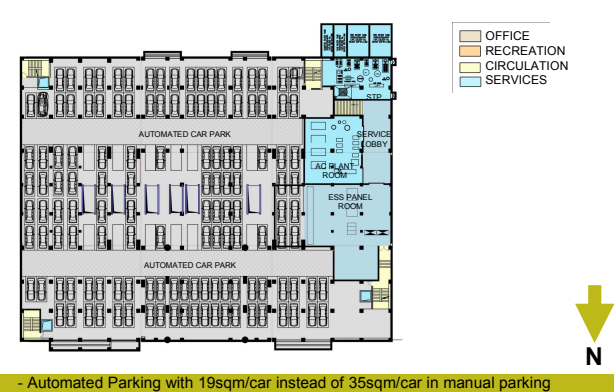 OFFICE
RECREATION
CIRCULATION
SERVICES
STP
AUTOMATED CAR PARK
SERVICE
LOBBY
AC PLANT
ROOM
ESS PANEL
ROOM
AUTOMATED CAR PARK
N
- Automated Parking with 19sqm/car instead of 35sqm/car in manual parking